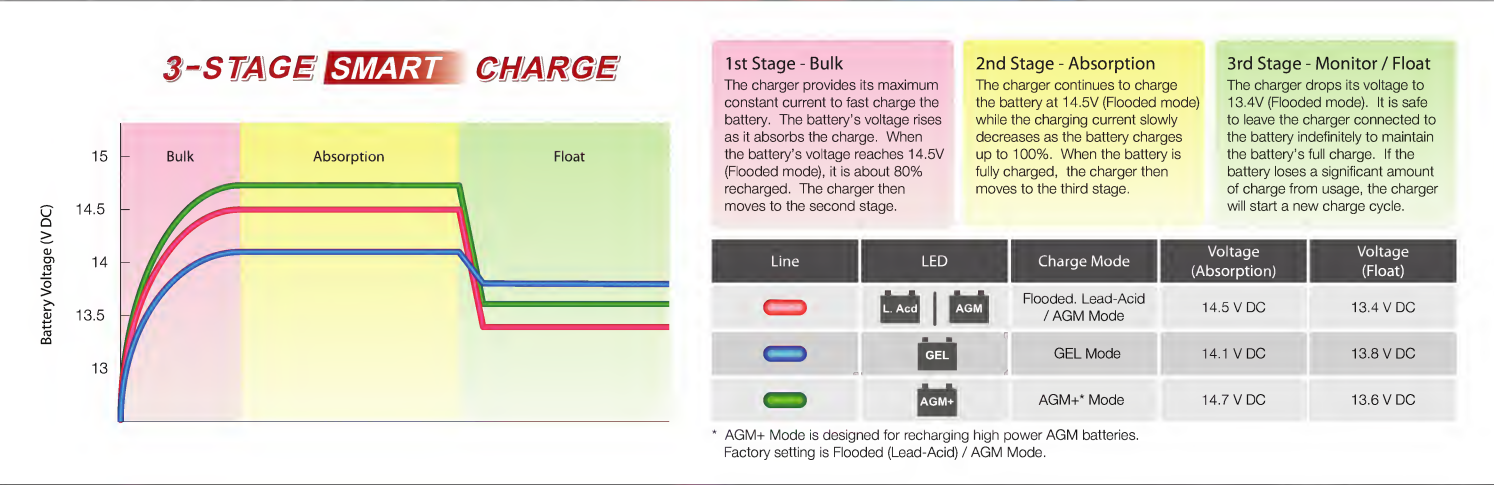 3-STAGE SMART CHARGE
Bulk
Absorption
Float
15
14.5
14
13.5
13
Battery Voltage (V DC)
1st Stage - Bulk
The charger provides its maximum
constant current to fast charge the
battery. The battery's voltage rises
as it absorbs the charge. When
the battery's voltage reaches 14.5V
(Flooded mode), it is about 80%
recharged. The charger then
moves to the second stage.
2nd Stage - Absorption
The charger continues to charge
the battery at 14.5V (Flooded mode)
while the charging current slowly
decreases as the battery charges
up to 100%. When the battery is
fully charged, the charger then
moves to the third stage.
3rd Stage - Monitor / Float
The charger drops its voltage to
13.4V (Flooded mode). It is safe
to leave the charger connected to
the battery indefinitely to maintain
the battery's full charge. If the
battery loses a significant amount
of charge from usage, the charger
will start a new charge cycle.
Line
LED
Charge Mode
Voltage
(Absorption)
Voltage
(Float)
L. Acd
AGM
Flooded. Lead-Acid
/ AGM Mode
14.5 V DC
13.4 V DC
GEL
GEL Mode
14.1 V DC
13.8 V DC
AGM+
AGM+* Mode
14.7 V DC
13.6 V DC
* AGM+ Mode is designed for recharging high power AGM batteries.
Factory setting is Flooded (Lead-Acid) / AGM Mode.